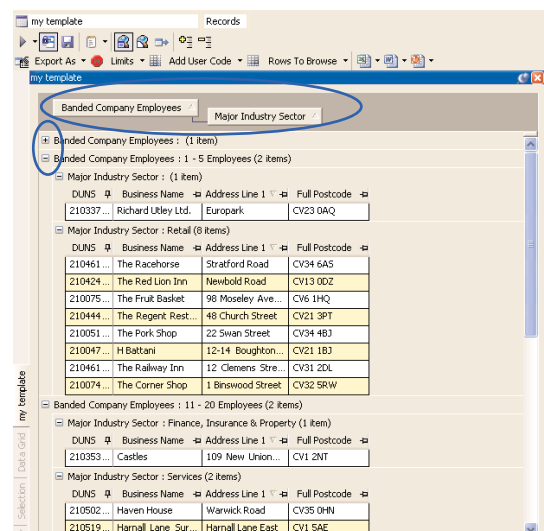 my template Records
Export As Limits Add User Code Rows To Browse
my template
Banded Company Employees
Major Industry Sector
Banded Company Employees : (1 item)
Banded Company Employees : 1 - 5 Employees (2 items)
Major Industry Sector : (1 item)
DUNS Business Name Address Line 1 Full Postcode
210337... Richard Utley Ltd. Europark CV23 0AQ
Major Industry Sector : Retail (8 items)
DUNS Business Name Address Line 1 Full Postcode
210461... The Racehorse Stratford Road CV34 6AS
210424... The Red Lion Inn Newbold Road CV13 0DZ
210075... The Fruit Basket 98 Moseley Ave... CV6 1HQ
210444... The Regent Rest... 48 Church Street CV21 3PT
210051... The Pork Shop 22 Swan Street CV34 4BJ
210047... H Battani 12-14 Boughton... CV21 1BJ
210461... The Railway Inn 12 Clemens Stre... CV31 2DL
210074... The Corner Shop 1 Binswood Street CV32 5RW
Banded Company Employees : 11 - 20 Employees (2 items)
Major Industry Sector : Finance, Insurance & Property (1 item)
DUNS Business Name Address Line 1 Full Postcode
210353... Castles 109 New Union... CV1 2NT
Major Industry Sector : Services (2 items)
DUNS Business Name Address Line 1 Full Postcode
210502... Haven House Warwick Road CV35 0HN
210519... Harnall Lane Sur... Harnall Lane East CV1 5AE
my template
Data Grid
Selection